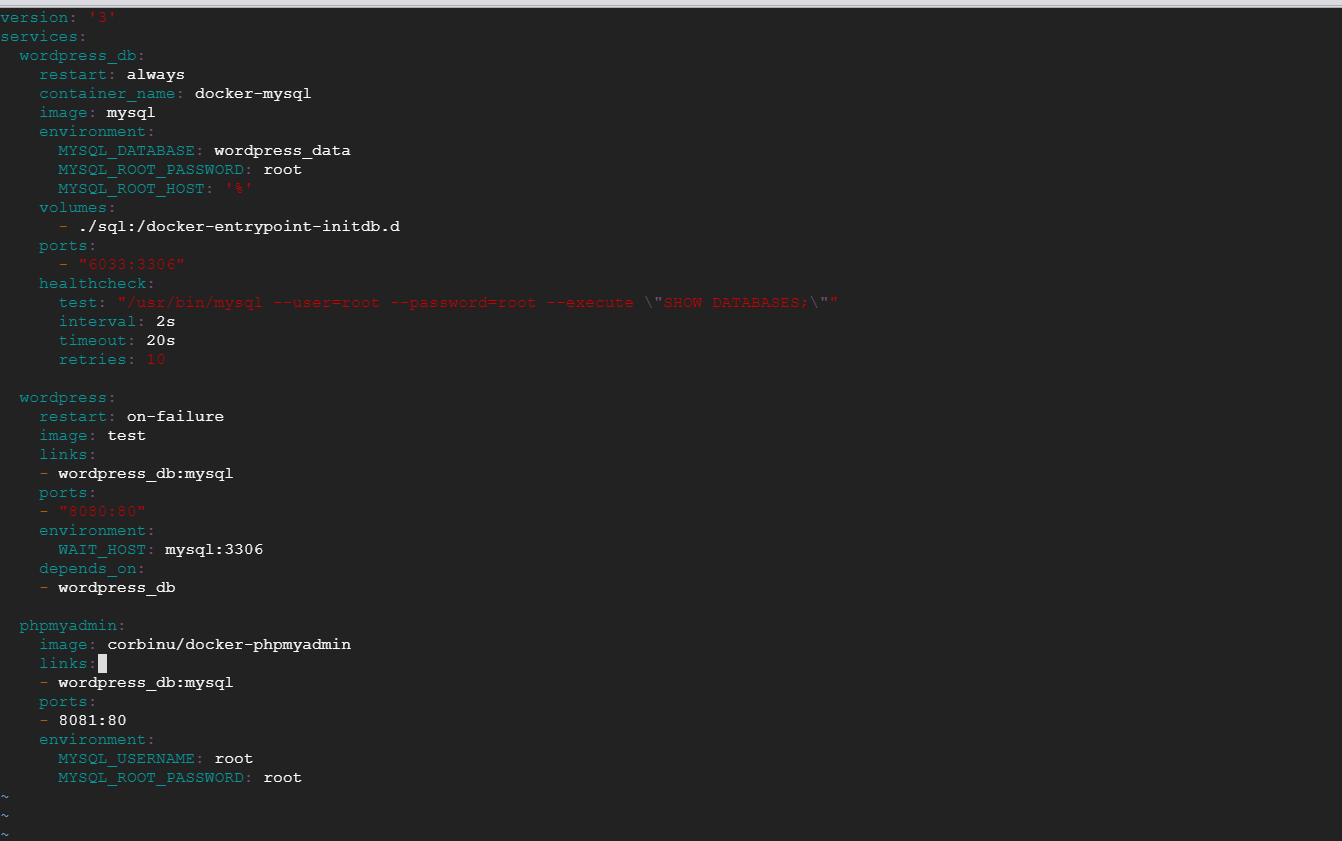 version: '3'
services:
  wordpress_db:
    restart: always
    container_name: docker-mysql
    image: mysql
    environment:
      MYSQL_DATABASE: wordpress_data
      MYSQL_ROOT_PASSWORD: root
      MYSQL_ROOT_HOST: '%'
    volumes:
      - ./sql:/docker-entrypoint-initdb.d
    ports:
      - "6033:3306"
    healthcheck:
      test: "/usr/bin/mysql --user=root --password=root --execute \"SHOW DATABASES;\""
      interval: 2s
      timeout: 20s
      retries: 10

  wordpress:
    restart: on-failure
    image: test
    links:
    - wordpress_db:mysql
    ports:
    - "8080:80"
    environment:
      WAIT_HOST: mysql:3306
    depends_on:
    - wordpress_db

  phpmyadmin:
    image: corbinu/docker-phpmyadmin
    links:
    - wordpress_db:mysql
    ports:
    - 8081:80
    environment:
      MYSQL_USERNAME: root
      MYSQL_ROOT_PASSWORD: root
~
~
~